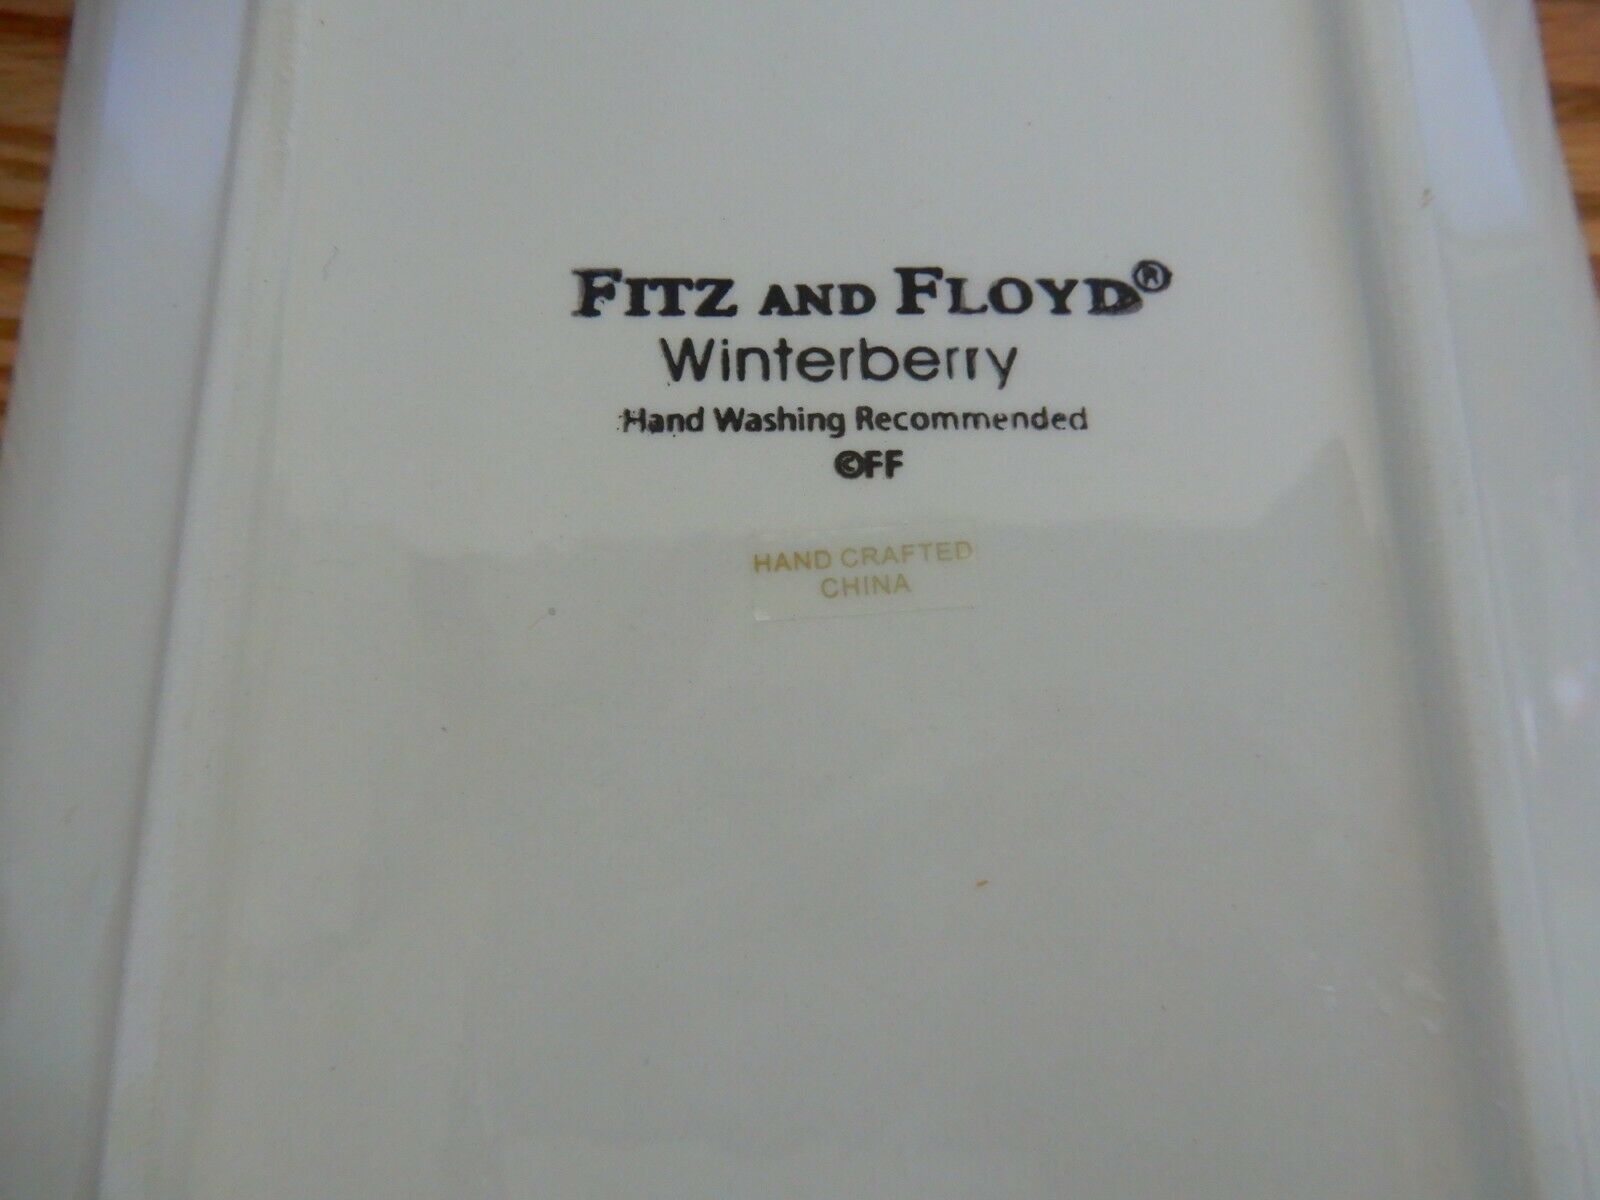 FITZ AND FLOYD®
Winterberry
Hand Washing Recommended
©FF
HAND CRAFTED
CHINA